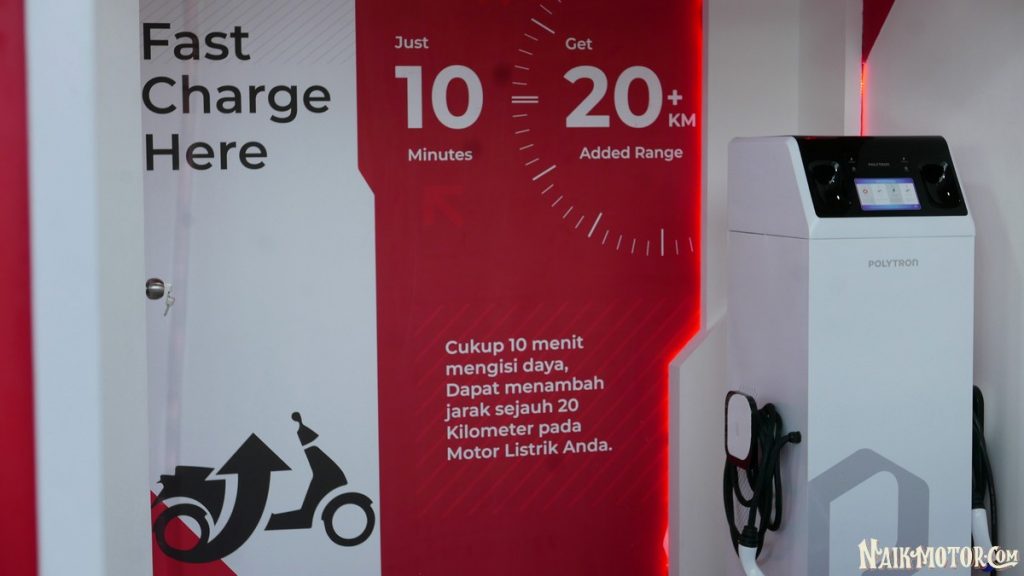 Fast
Charge
Here
Just
10
Minutes
Get
20+
KM
Added Range
Cukup 10 menit
mengisi daya,
Dapat menambah
jarak sejauh 20
Kilometer pada
Motor Listrik Anda.
POLYTRON
POLYTRON
NAIK-MOTOR.COM